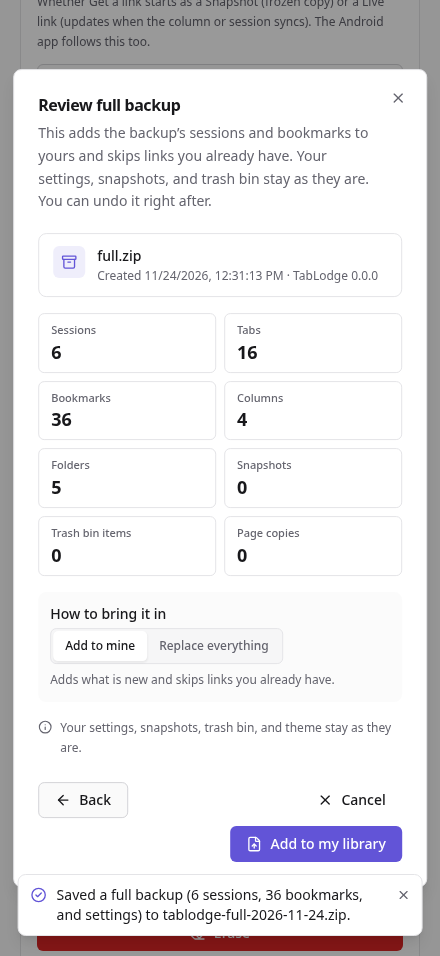 Whether Get a link starts as a Snapshot (frozen copy) or a Live
link (updates when the column or session syncs). The Android
app follows this too.
Review full backup
This adds the backup’s sessions and bookmarks to
yours and skips links you already have. Your
settings, snapshots, and trash bin stay as they are.
You can undo it right after.
full.zip
Created 11/24/2026, 12:31:13 PM · TabLodge 0.0.0
Sessions
6
Tabs
16
Bookmarks
36
Columns
4
Folders
5
Snapshots
0
Trash bin items
0
Page copies
0
How to bring it in
Add to mine
Replace everything
Adds what is new and skips links you already have.
Your settings, snapshots, trash bin, and theme stay as they
are.
Back
Cancel
Add to my library
Saved a full backup (6 sessions, 36 bookmarks,
and settings) to tablodge-full-2026-11-24.zip.
Erase